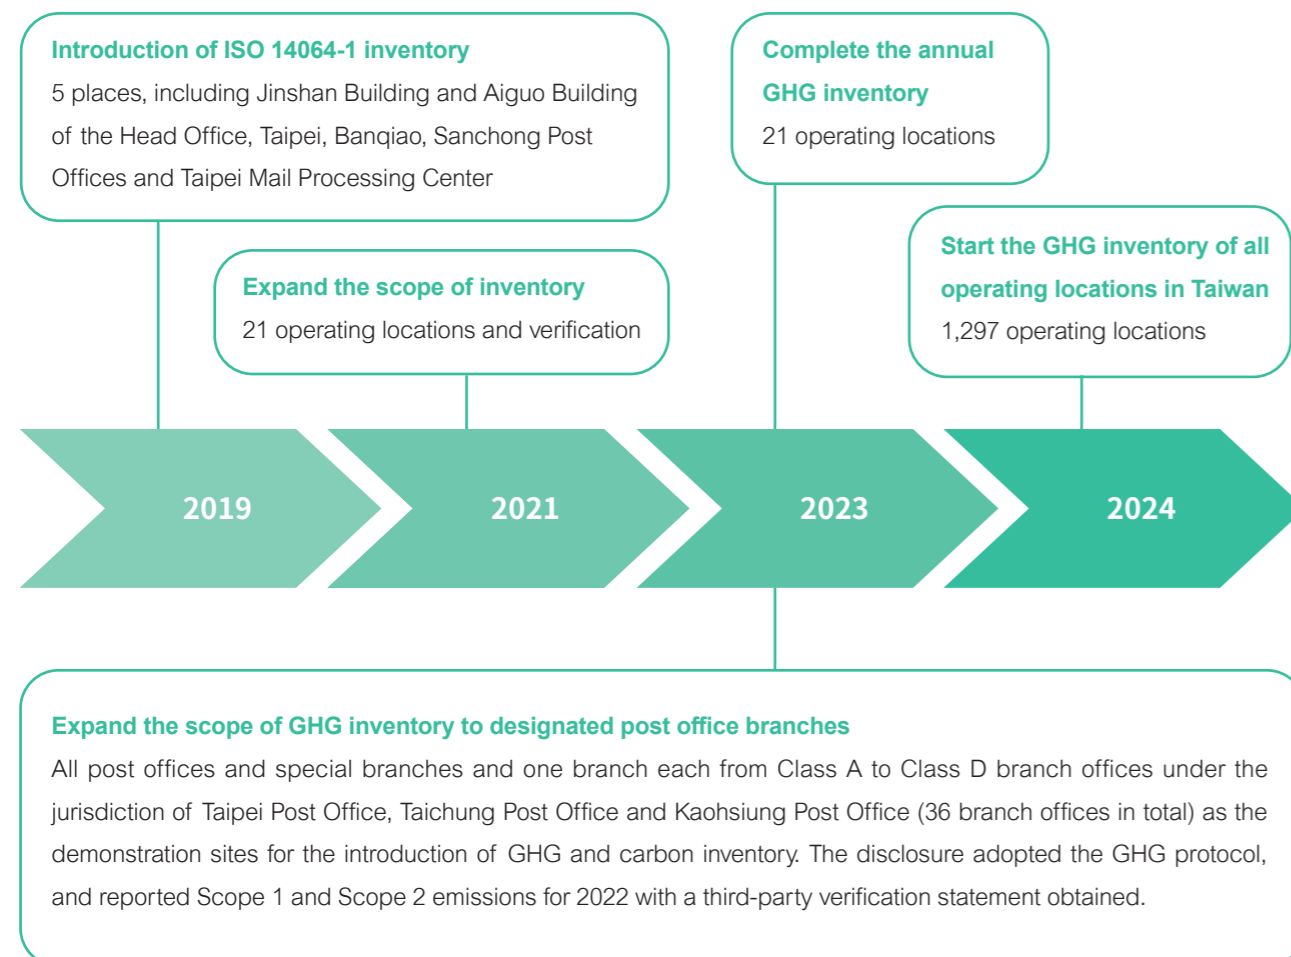 Introduction of ISO 14064-1 inventory
5 places, including Jinshan Building and Aiguo Building
of the Head Office, Taipei, Banqiao, Sanchong Post
Offices and Taipei Mail Processing Center
Expand the scope of inventory
21 operating locations and verification
Complete the annual
GHG inventory
21 operating locations
Start the GHG inventory of all
operating locations in Taiwan
1,297 operating locations
2019
2021
2023
2024
Expand the scope of GHG inventory to designated post office branches
All post offices and special branches and one branch each from Class A to Class D branch offices under the
jurisdiction of Taipei Post Office, Taichung Post Office and Kaohsiung Post Office (36 branch offices in total) as the
demonstration sites for the introduction of GHG and carbon inventory. The disclosure adopted the GHG protocol,
and reported Scope 1 and Scope 2 emissions for 2022 with a third-party verification statement obtained.